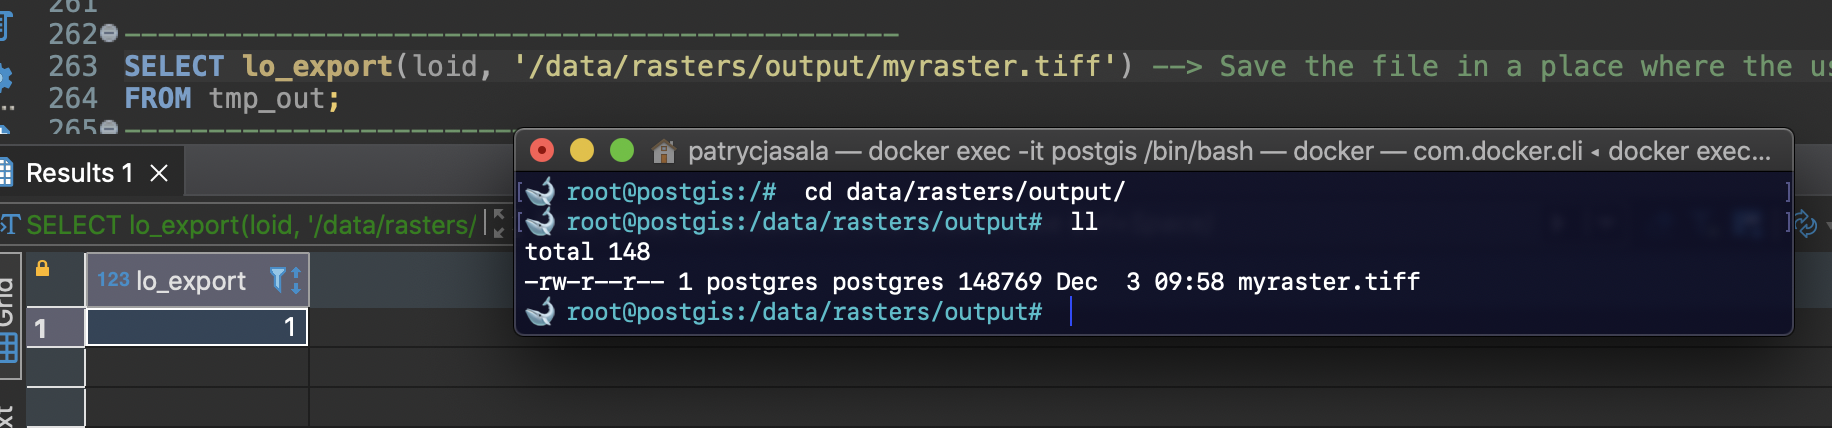 261
262 -------------------------------------------
263 SELECT lo_export(loid, '/data/rasters/output/myraster.tiff') --> Save the file in a place where the us
264 FROM tmp_out;
265 ----------------------
Results 1 ×
patrycjasala — docker exec -it postgis /bin/bash — docker — com.docker.cli ◂ docker exec...
[ root@postgis:/#  cd data/rasters/output/ ]
[ root@postgis:/data/rasters/output#  ll ]
total 148
-rw-r--r-- 1 postgres postgres 148769 Dec  3 09:58 myraster.tiff
root@postgis:/data/rasters/output#
T SELECT lo_export(loid, '/data/rasters/
Grid
123 lo_export
1 1
xt